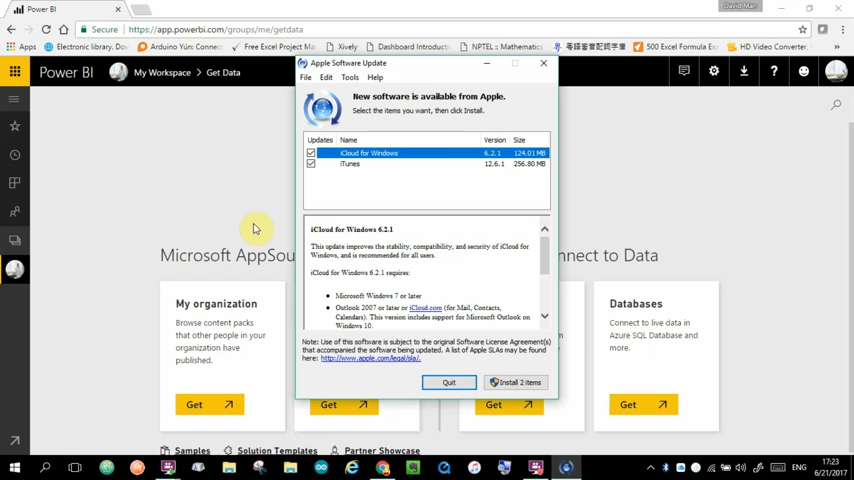 David Man
Power BI
Secure
https://app.powerbi.com/groups/me/getdata
Apps
Electronic library. D
Arduino Yún: Connect
Free Excel Project Ma
Xively
Dashboard Introducti
NPTEL :: Mathematics
粵語審音配詞字庫
500 Excel Formula Ex
HD Video Converter,
Power BI
My Workspace > Get Data
Apple Software Update
File Edit Tools Help
New software is available from Apple.
Select the items you want, then click Install.
Updates Name Version Size
iCloud for Windows 6.2.1 124.01 MB
iTunes 12.6.1 256.80 MB
iCloud for Windows 6.2.1
This update improves the stability, compatibility, and security of iCloud for
Windows, and is recommended for all users.
iCloud for Windows 6.2.1 requires:
• Microsoft Windows 7 or later
• Outlook 2007 or later or iCloud.com (for Mail, Contacts,
Calendars). This version includes support for Microsoft Outlook on
Windows 10.
Note: Use of this software is subject to the original Software License Agreement(s)
that accompanied the software being updated. A list of Apple SLAs may be found
here: http://www.apple.com/legal/sla/.
Quit
Install 2 items
Microsoft AppSou
nnect to Data
My organization
Browse content packs
that other people in your
organization have
published.
Get
Get
Get
Databases
Connect to live data in
Azure SQL Database and
more.
Get
Samples
Solution Templates
Partner Showcase
ENG
17:23
6/21/2017